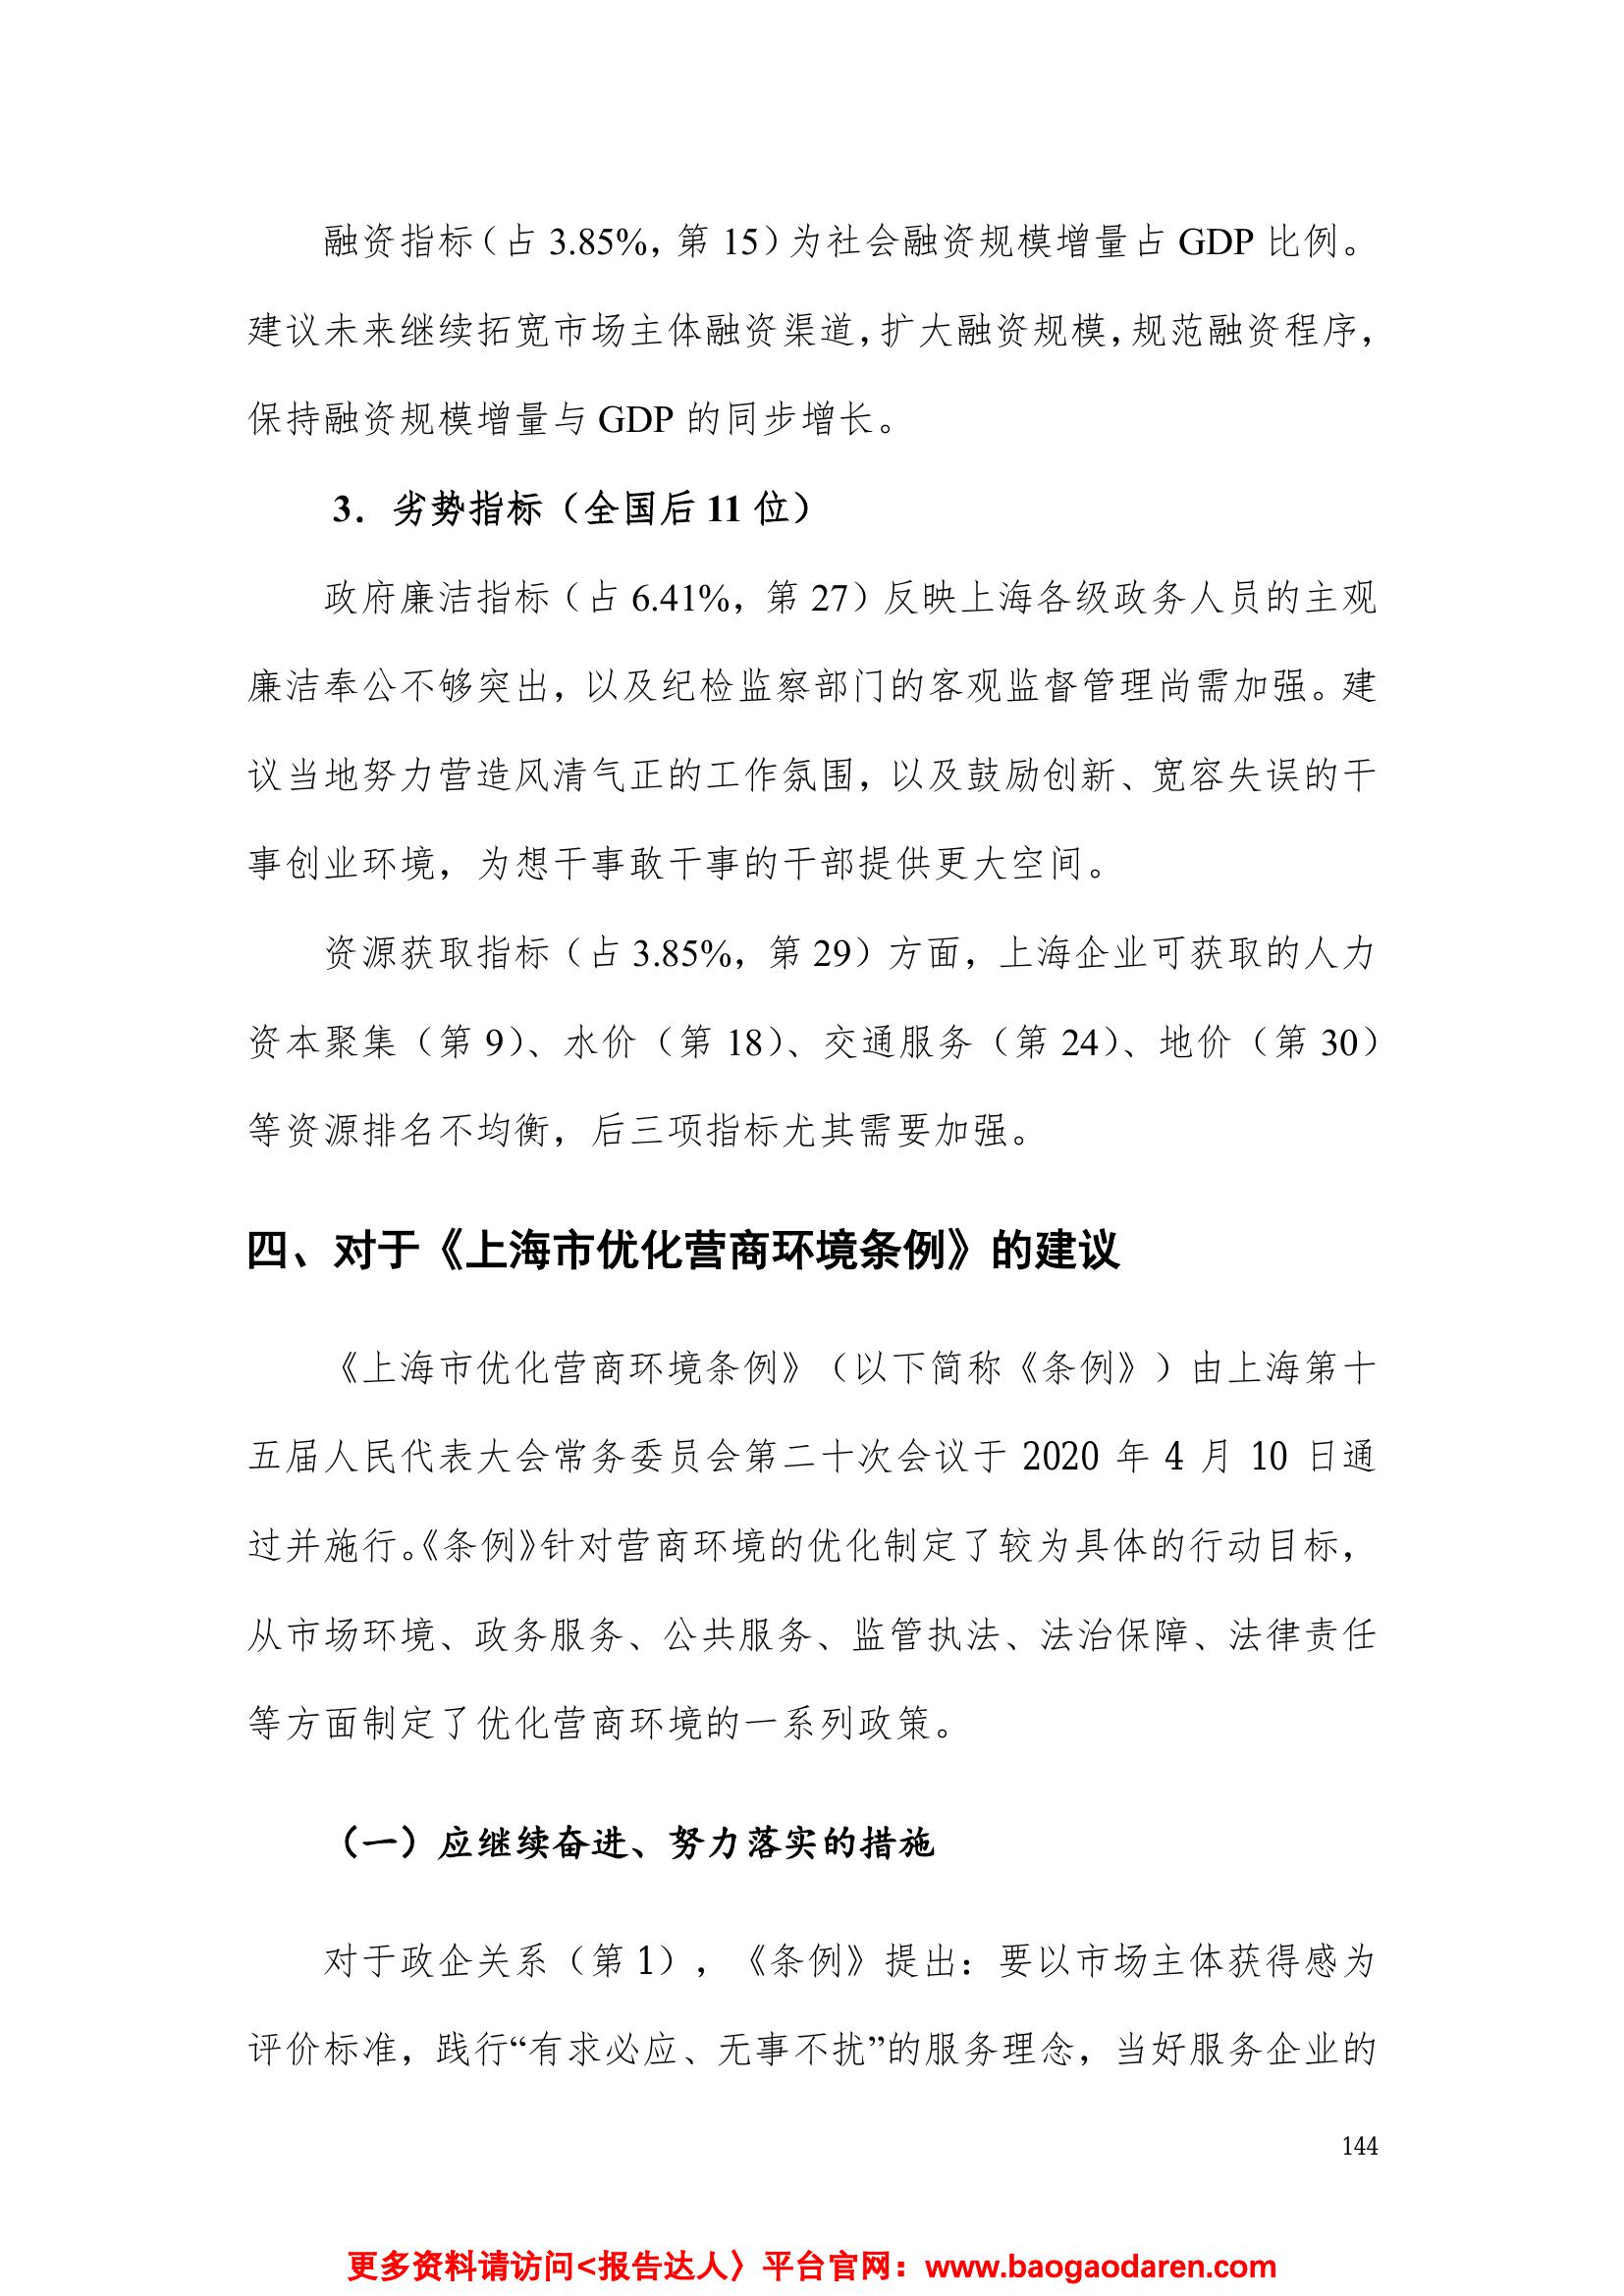 融资指标（占 3.85%，第 15）为社会融资规模增量占 GDP 比例。
建议未来继续拓宽市场主体融资渠道，扩大融资规模，规范融资程序，
保持融资规模增量与 GDP 的同步增长。
3．劣势指标（全国后 11 位）
政府廉洁指标（占 6.41%，第 27）反映上海各级政务人员的主观
廉洁奉公不够突出，以及纪检监察部门的客观监督管理尚需加强。建
议当地努力营造风清气正的工作氛围，以及鼓励创新、宽容失误的干
事创业环境，为想干事敢干事的干部提供更大空间。
资源获取指标（占 3.85%，第 29）方面，上海企业可获取的人力
资本聚集（第 9）、水价（第 18）、交通服务（第 24）、地价（第 30）
等资源排名不均衡，后三项指标尤其需要加强。
四、对于《上海市优化营商环境条例》的建议
《上海市优化营商环境条例》（以下简称《条例》）由上海第十
五届人民代表大会常务委员会第二十次会议于 2020 年 4 月 10 日通
过并施行。《条例》针对营商环境的优化制定了较为具体的行动目标，
从市场环境、政务服务、公共服务、监管执法、法治保障、法律责任
等方面制定了优化营商环境的一系列政策。
（一）应继续奋进、努力落实的措施
对于政企关系（第 1），《条例》提出：要以市场主体获得感为
评价标准，践行“有求必应、无事不扰”的服务理念，当好服务企业的
144
更多资料请访问<报告达人〉平台官网：www.baogaodaren.com